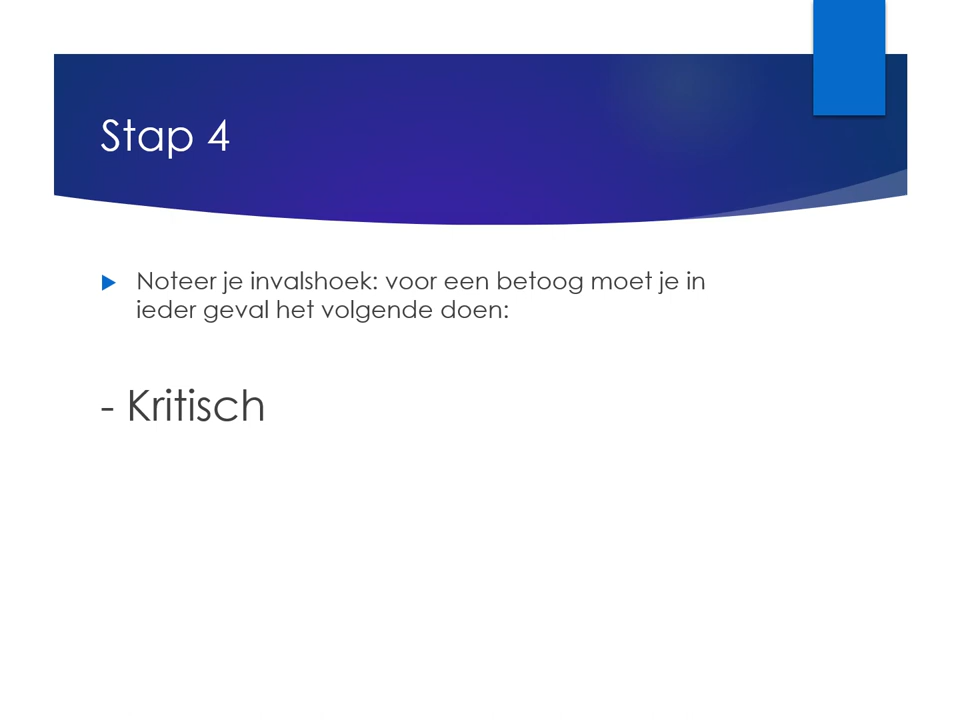 Stap 4
Noteer je invalshoek: voor een betoog moet je in
ieder geval het volgende doen:
- Kritisch